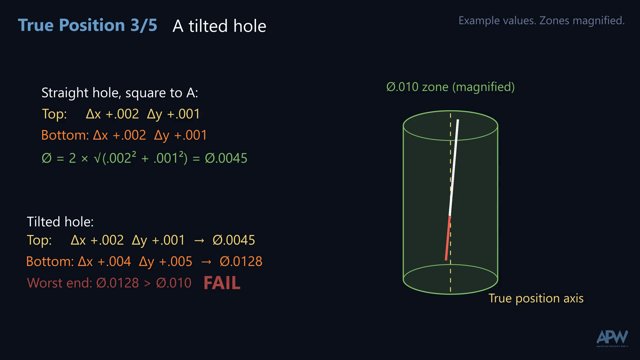 True Position 3/5 A tilted hole
Example values. Zones magnified.
Straight hole, square to A:
Top: Δx +.002 Δy +.001
Bottom: Δx +.002 Δy +.001
Ø = 2 × √(.002² + .001²) = Ø.0045
Tilted hole:
Top: Δx +.002 Δy +.001 → Ø.0045
Bottom: Δx +.004 Δy +.005 → Ø.0128
Worst end: Ø.0128 > Ø.010 FAIL
Ø.010 zone (magnified)
True position axis
APW